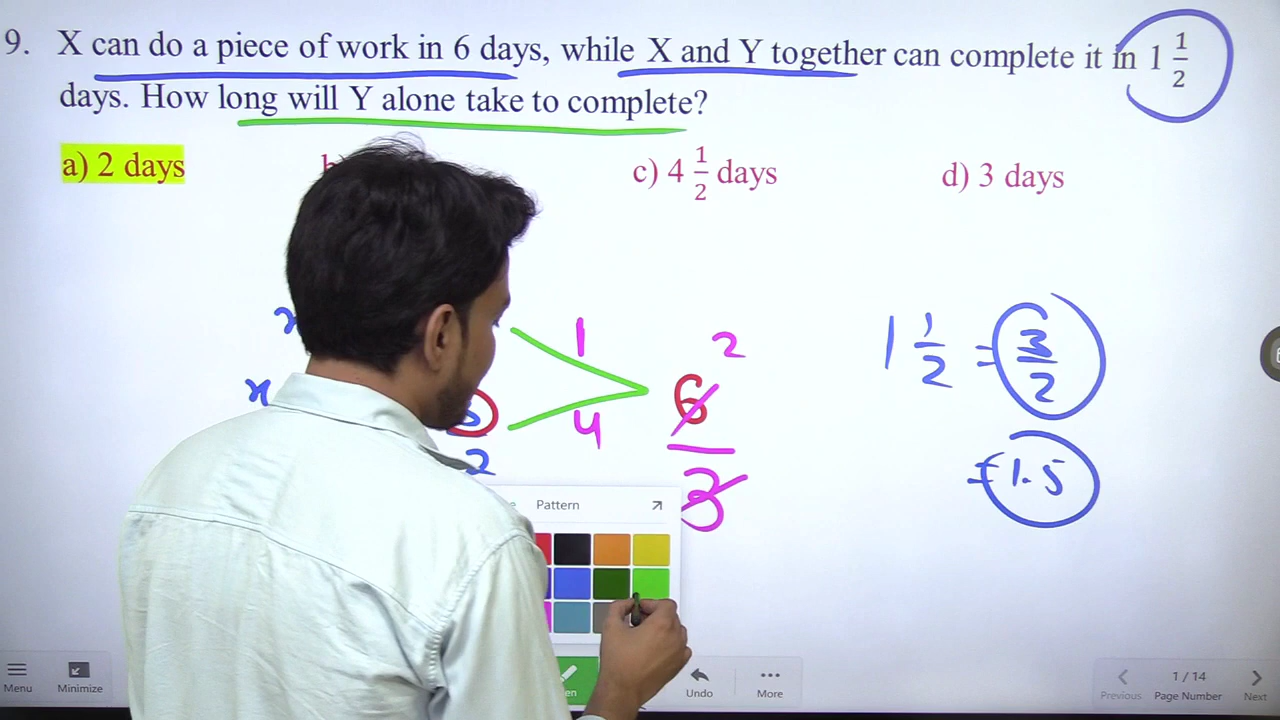 9. X can do a piece of work in 6 days, while X and Y together can complete it in 1 1/2
days. How long will Y alone take to complete?
a) 2 days
c) 4 1/2 days
d) 3 days
1
4
6
3
2
2
1 1/2 = 3/2
= 1.5
Pattern
Menu
Minimize
Undo
More
Previous
1 / 14
Page Number
Next